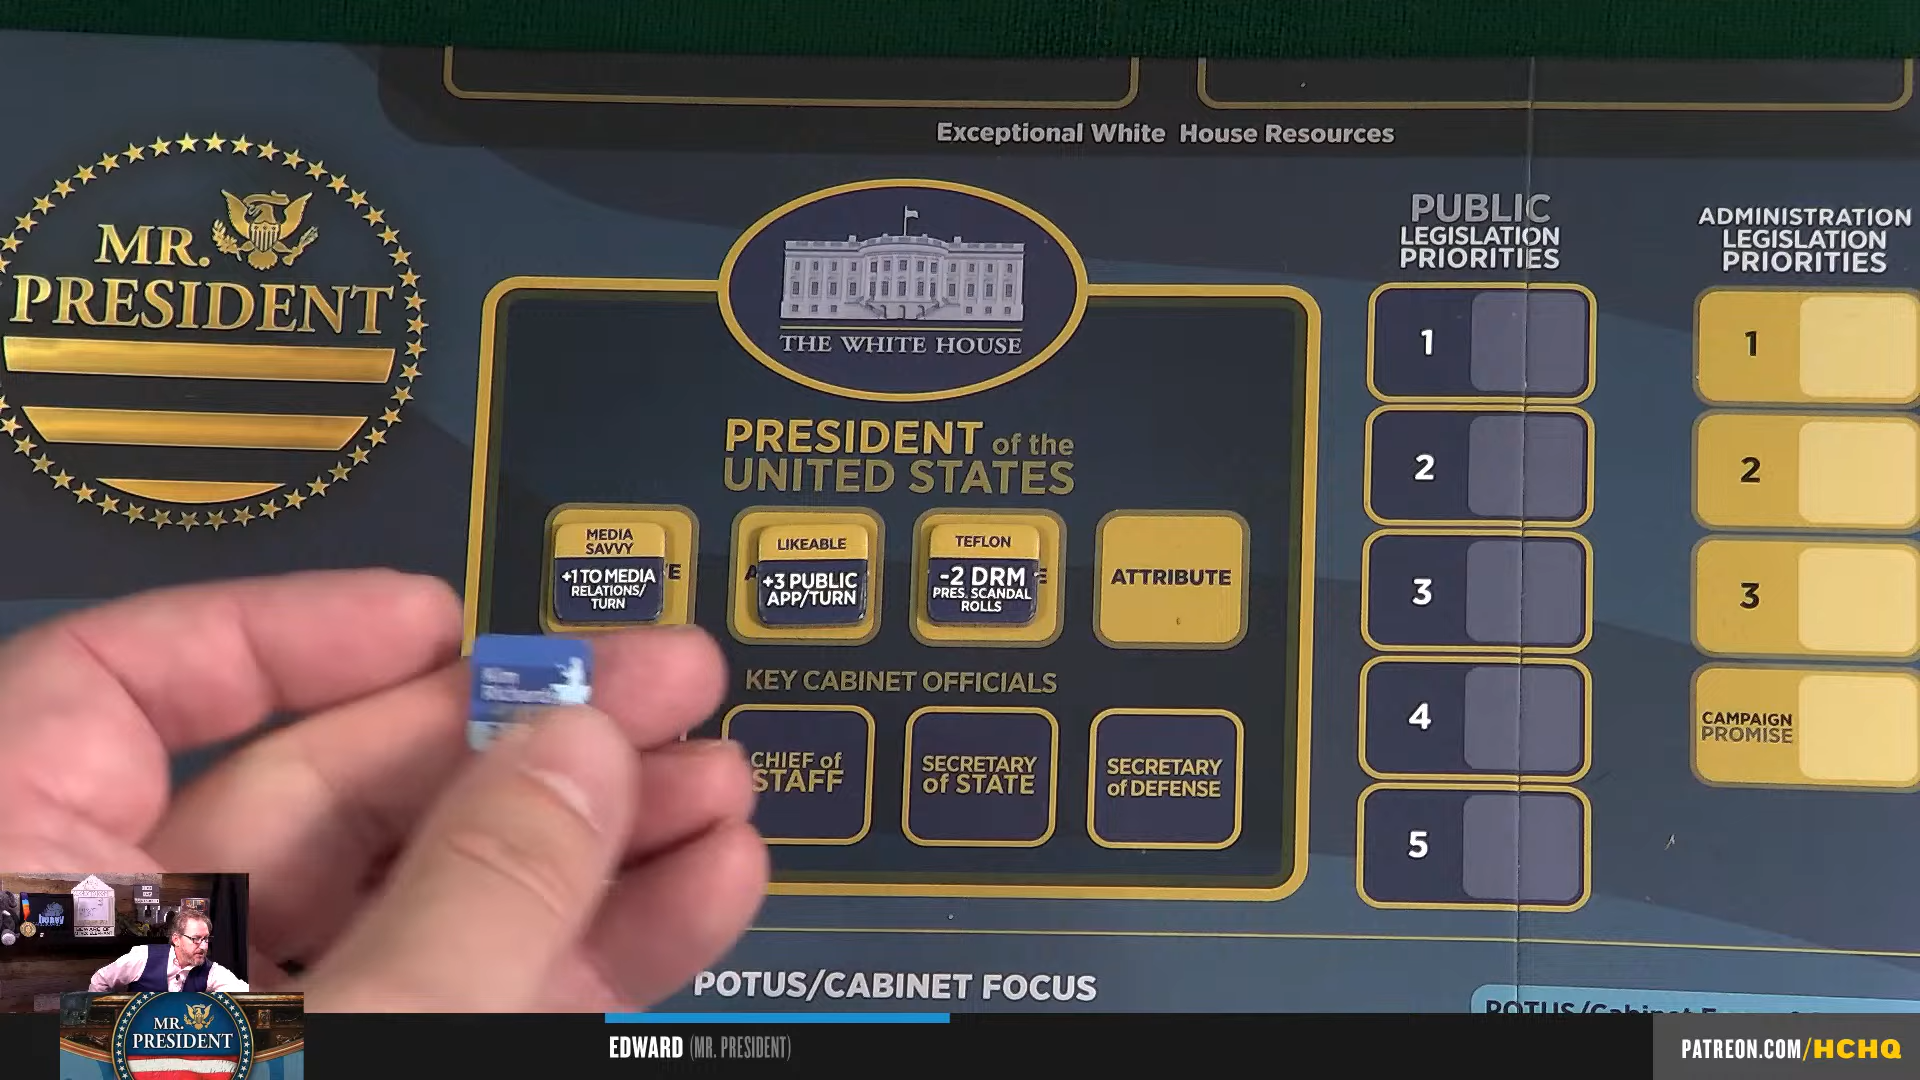 Exceptional White House Resources
MR.
PRESIDENT
THE WHITE HOUSE
PRESIDENT of the
UNITED STATES
MEDIA
SAVVY
+1 TO MEDIA
RELATIONS/
TURN
LIKEABLE
+3 PUBLIC
APP/TURN
TEFLON
-2 DRM
PRES. SCANDAL
ROLLS
ATTRIBUTE
KEY CABINET OFFICIALS
CHIEF of
STAFF
SECRETARY
of STATE
SECRETARY
of DEFENSE
PUBLIC
LEGISLATION
PRIORITIES
1
2
3
4
5
ADMINISTRATION
LEGISLATION
PRIORITIES
1
2
3
CAMPAIGN
PROMISE
POTUS/CABINET FOCUS
POTUS/Cabinet
MR.
PRESIDENT
EDWARD (MR. PRESIDENT)
PATREON.COM/HCHQ